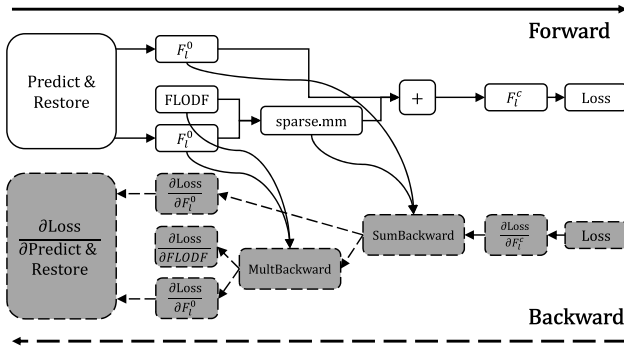 Forward
Predict &
Restore
F_l^0
FLODF
F_l^0
sparse.mm
+
F_l^c
Loss
∂Loss
∂Predict &
Restore
∂Loss
∂F_l^0
∂Loss
∂FLODF
∂Loss
∂F_l^0
MultBackward
SumBackward
∂Loss
∂F_l^c
Loss
Backward